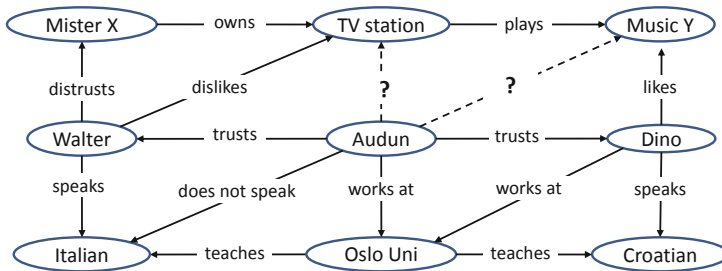 Mister X owns TV station plays Music Y
distrusts dislikes ? ? likes
Walter trusts Audun trusts Dino
speaks does not speak works at works at speaks
Italian teaches Oslo Uni teaches Croatian